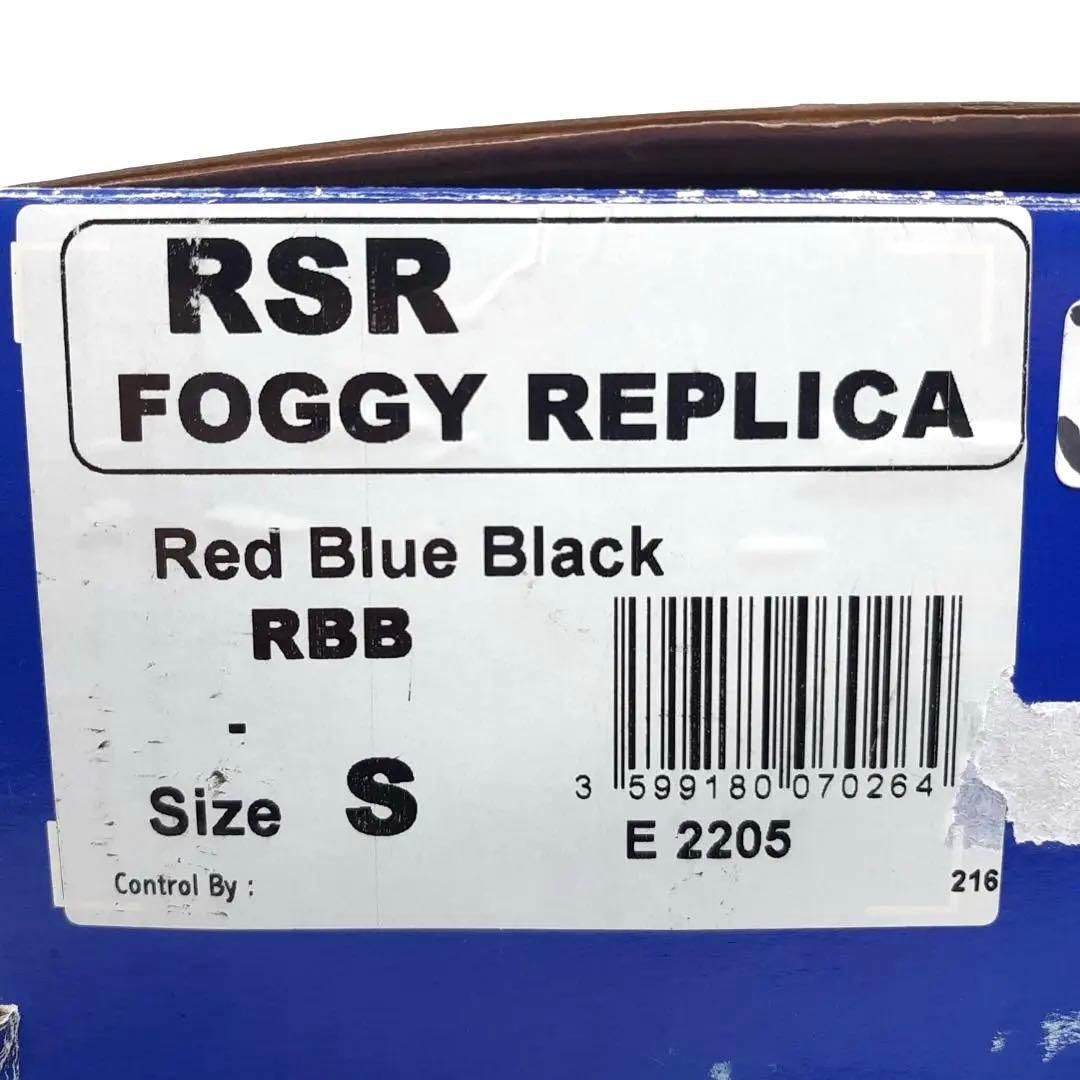 RSR
FOGGY REPLICA
Red Blue Black
RBB
-
Size S
3 599180 070264
E 2205
Control By :
216